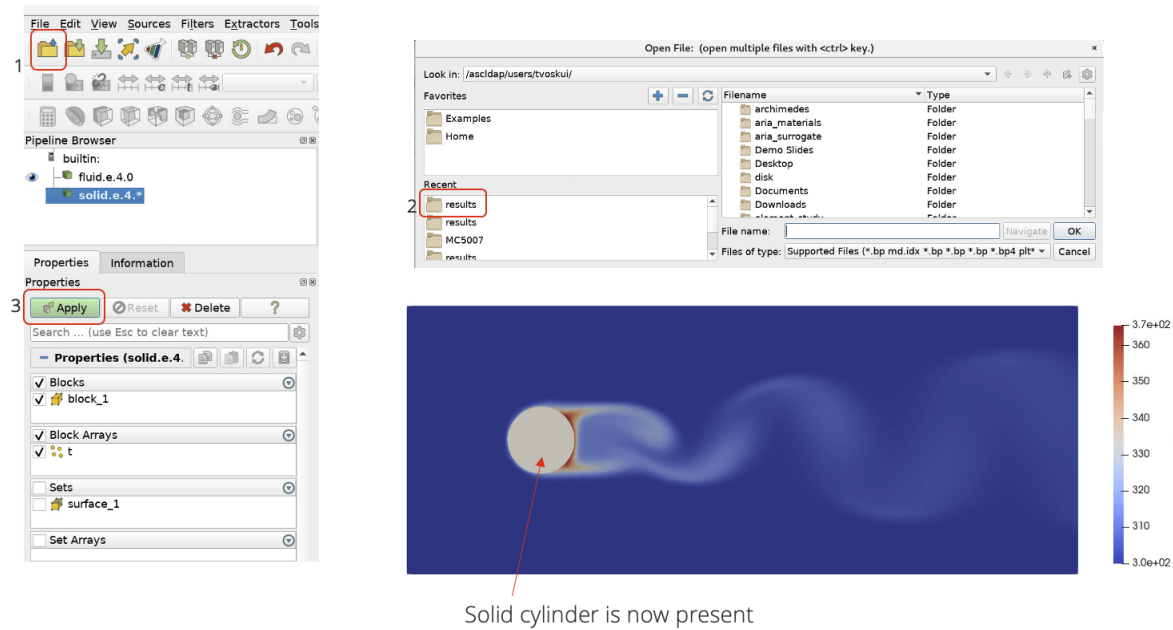 File Edit View Sources Filters Extractors Tools
1
Pipeline Browser
builtin:
fluid.e.4.0
solid.e.4.*
Properties Information
Properties
3
Apply Reset Delete ?
Search ... (use Esc to clear text)
Properties (solid.e.4.
Blocks
block_1
Block Arrays
t
Sets
surface_1
Set Arrays
Open File: (open multiple files with <ctrl> key.)
Look in: /ascldap/users/tvoskui/
Favorites
Examples
Home
Recent
2
results
results
MC5007
results
Filename Type
archimedes Folder
aria_materials Folder
aria_surrogate Folder
Demo Slides Folder
Desktop Folder
disk Folder
Documents Folder
Downloads Folder
element_study Folder
File name: Navigate OK
Files of type: Supported Files (*.bp md.idx *.bp *.bp *.bp *.bp4 plt* Cancel
3.7e+02
360
350
340
330
320
310
3.0e+02
Solid cylinder is now present